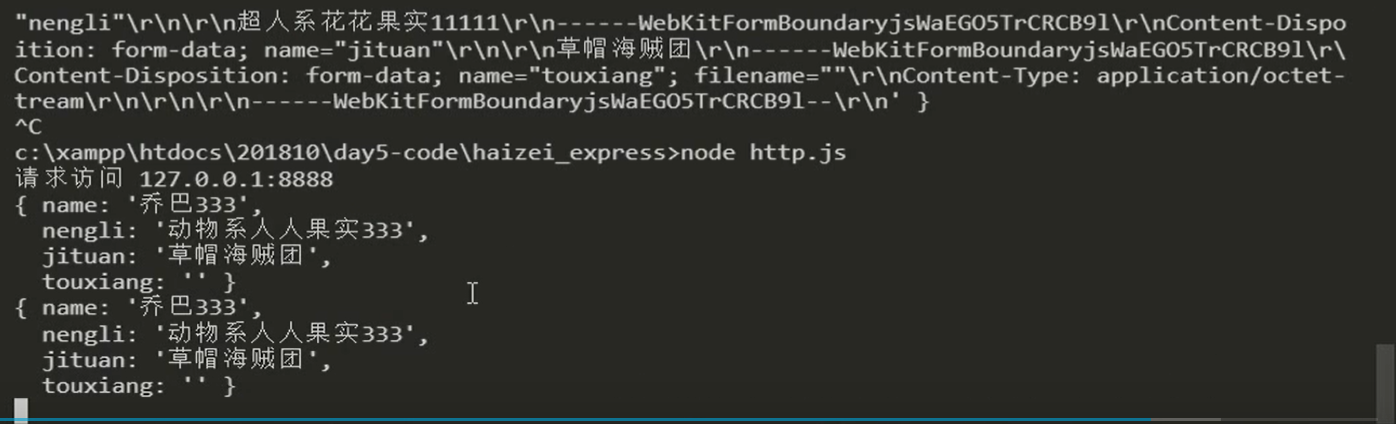 "nengli"\r\n\r\n超人系花花果实11111\r\n------WebKitFormBoundaryjsWaEGO5TrCRCB9l\r\nContent-Dispo
ition: form-data; name="jituan"\r\n\r\n草帽海贼团\r\n------WebKitFormBoundaryjsWaEGO5TrCRCB9l\r\
Content-Disposition: form-data; name="touxiang"; filename=""\r\nContent-Type: application/octet-
tream\r\n\r\n\r\n------WebKitFormBoundaryjsWaEGO5TrCRCB9l--\r\n' }
^C
c:\xampp\htdocs\201810\day5-code\haizei_express>node http.js
请求访问 127.0.0.1:8888
{ name: '乔巴333',
  nengli: '动物系人人果实333',
  jituan: '草帽海贼团',
  touxiang: '' }
{ name: '乔巴333',
  nengli: '动物系人人果实333',
  jituan: '草帽海贼团',
  touxiang: '' }